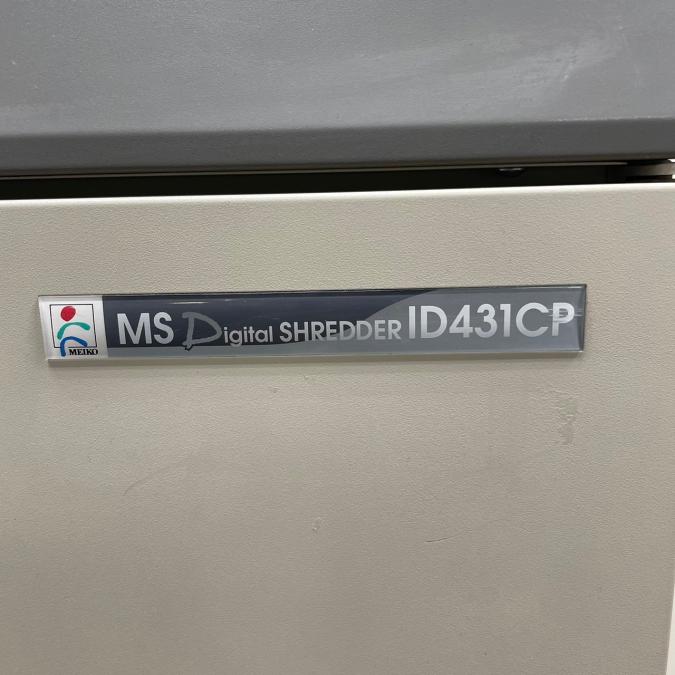 MEIKO
MS Digital SHREDDER ID431CP